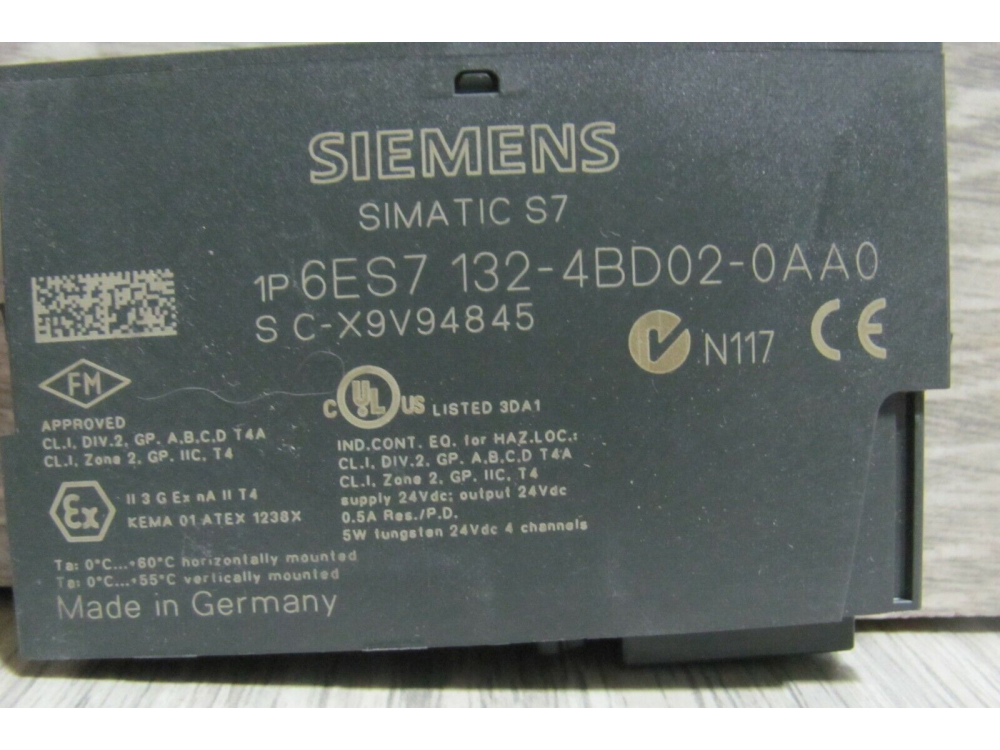 SIEMENS
SIMATIC S7
1P 6ES7 132-4BD02-0AA0
S C-X9V94845
N117 CE
FM
APPROVED
CL.I, DIV.2, GP. A,B,C,D T4A
CL.I, Zone 2, GP. IIC, T4
C UL US LISTED 3DA1
IND.CONT. EQ. for HAZ.LOC.:
CL.I, DIV.2, GP. A,B,C,D T4A
CL.I, Zone 2, GP. IIC, T4
supply 24Vdc; output 24Vdc
0.5A Res./P.D.
5W tungsten 24Vdc 4 channels
Ex II 3 G Ex nA II T4
KEMA 01 ATEX 1238X
Ta: 0°C...+60°C horizontally mounted
Ta: 0°C...+55°C vertically mounted
Made in Germany